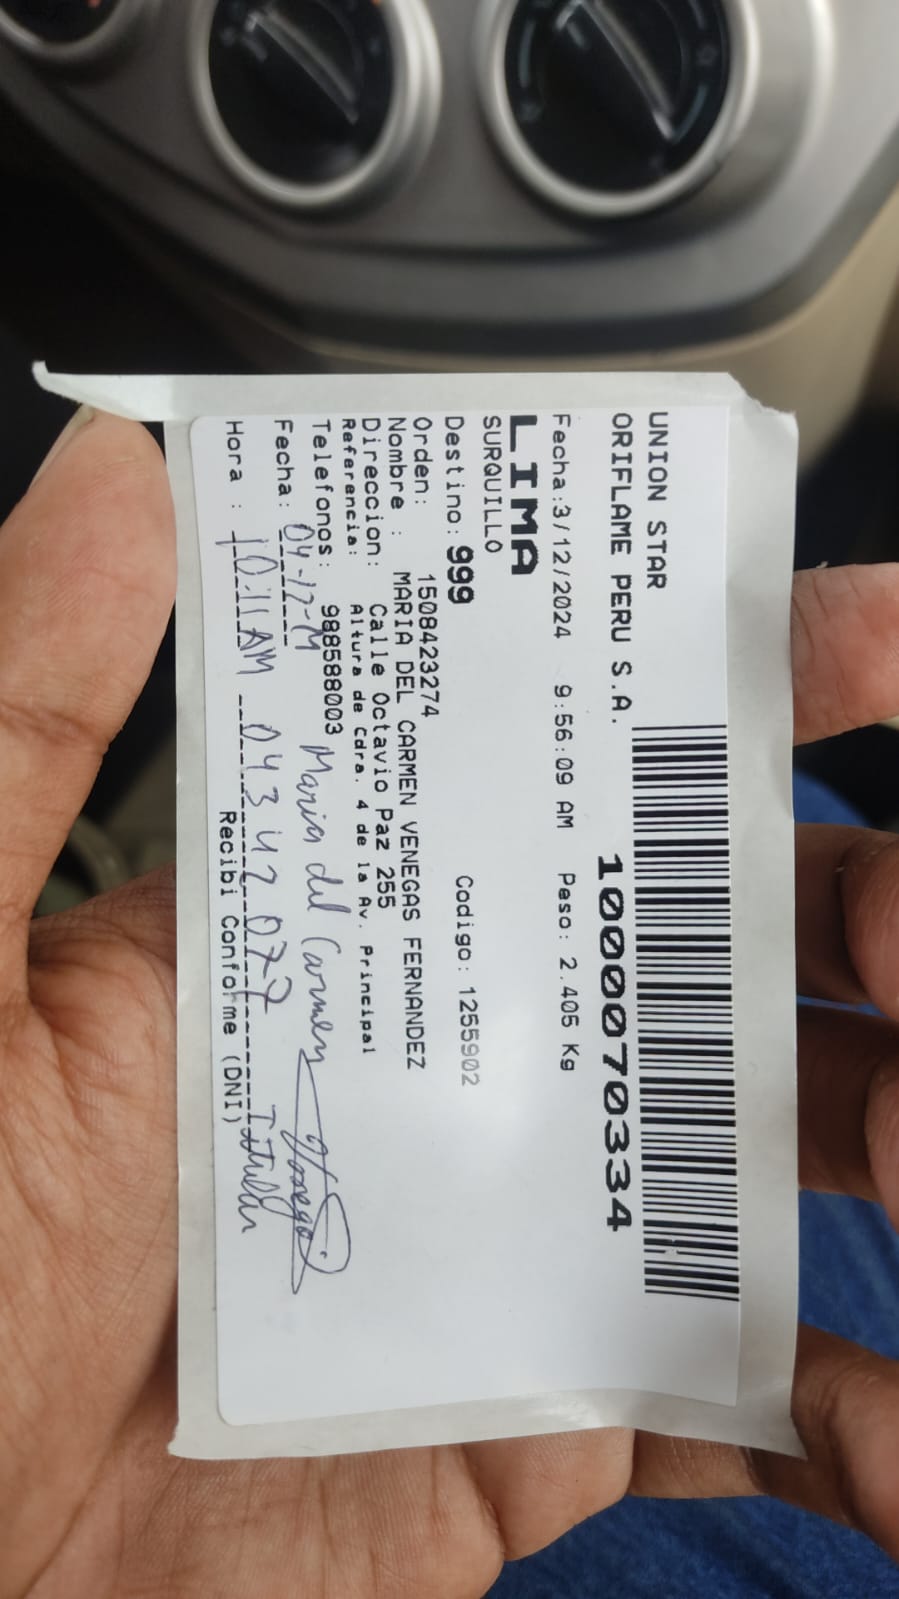 UNION STAR
ORIFLAME PERU S.A.
1000070334
Fecha:3/12/2024 9:56:09 AM Peso: 2.405 Kg
LIMA
SURQUILLO
Destino: 999 Codigo: 1255902
Orden: 1508423274
Nombre : MARIA DEL CARMEN VENEGAS FERNANDEZ
Direccion: Calle Octavio Paz 255
Referencia: Altura de Cdra. 4 de la Av. Principal
Telefonos: 988588003
Maria del Carmen Venegas
Fecha: 04-12-24
Hora : 10:11 AM 04342077 Titular
Recibi Conforme (DNI)